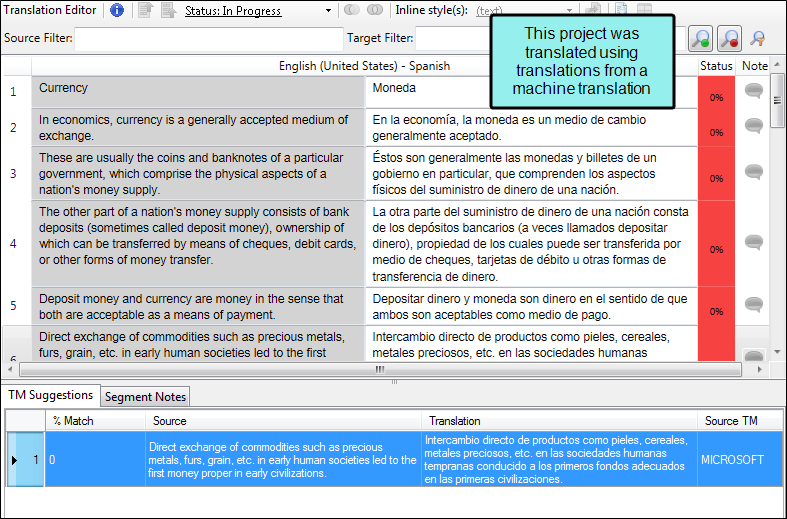 Translation Editor
Status: In Progress
Inline style(s):
(text)
Source Filter:
Target Filter:
This project was
translated using
translations from a
machine translation
English (United States) - Spanish
Status
Note
1
Currency
Moneda
0%
2
In economics, currency is a generally accepted medium of
exchange.
En la economía, la moneda es un medio de cambio
generalmente aceptado.
0%
3
These are usually the coins and banknotes of a particular
government, which comprise the physical aspects of a
nation's money supply.
Éstos son generalmente las monedas y billetes de un
gobierno en particular, que comprenden los aspectos
físicos del suministro de dinero de una nación.
0%
4
The other part of a nation's money supply consists of bank
deposits (sometimes called deposit money), ownership of
which can be transferred by means of cheques, debit cards,
or other forms of money transfer.
La otra parte del suministro de dinero de una nación consta
de los depósitos bancarios (a veces llamados depositar
dinero), propiedad de los cuales puede ser transferida por
medio de cheques, tarjetas de débito u otras formas de
transferencia de dinero.
0%
5
Deposit money and currency are money in the sense that
both are acceptable as a means of payment.
Depositar dinero y moneda son dinero en el sentido de que
ambos son aceptables como medio de pago.
0%
6
Direct exchange of commodities such as precious metals,
furs, grain, etc. in early human societies led to the first
Intercambio directo de productos como pieles, cereales,
metales preciosos, etc. en las sociedades humanas
TM Suggestions
Segment Notes
% Match
Source
Translation
Source TM
1
0
Direct exchange of commodities such as precious
metals, furs, grain, etc. in early human societies led to the
first money proper in early civilizations.
Intercambio directo de productos como pieles, cereales,
metales preciosos, etc. en las sociedades humanas
tempranas conducido a los primeros fondos adecuados
en las primeras civilizaciones.
MICROSOFT